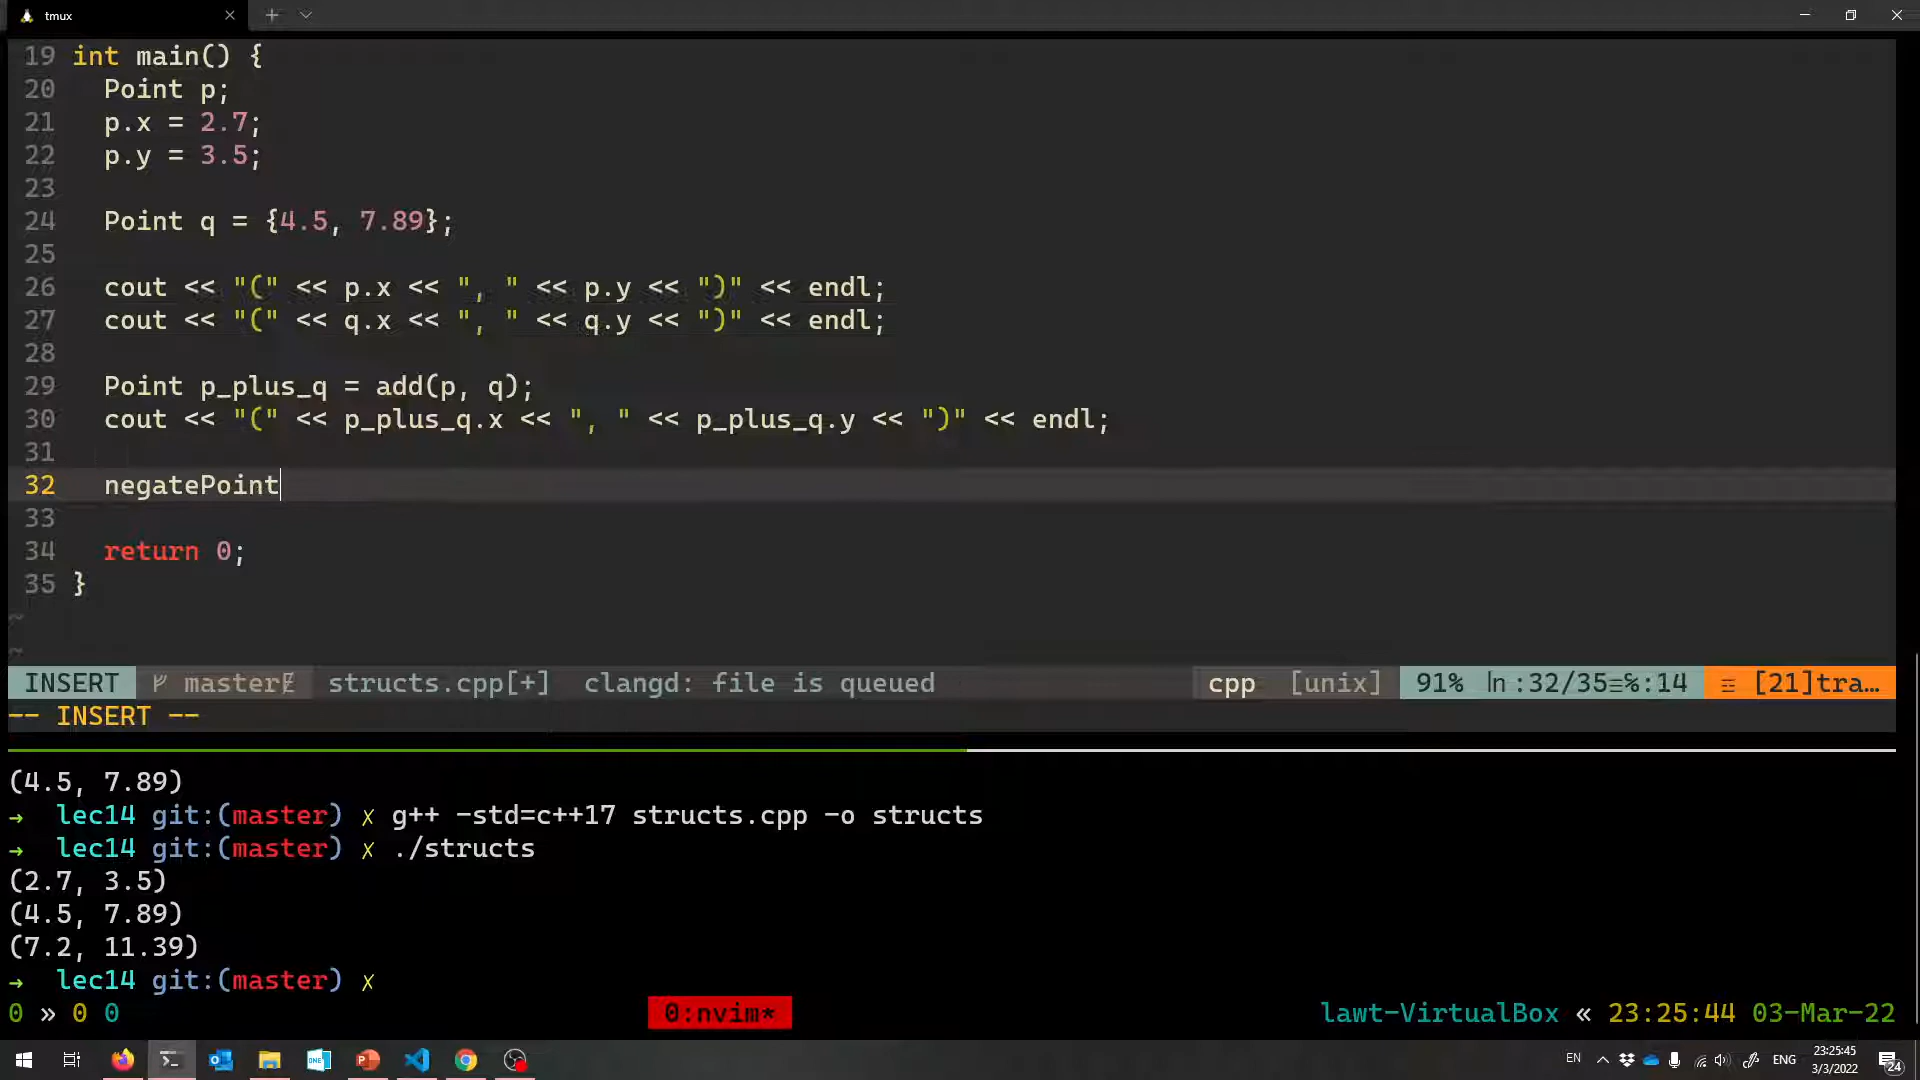 tmux
19 int main() {
20 Point p;
21 p.x = 2.7;
22 p.y = 3.5;
23
24 Point q = {4.5, 7.89};
25
26 cout << "(" << p.x << ", " << p.y << ")" << endl;
27 cout << "(" << q.x << ", " << q.y << ")" << endl;
28
29 Point p_plus_q = add(p, q);
30 cout << "(" << p_plus_q.x << ", " << p_plus_q.y << ")" << endl;
31
32 negatePoint
33
34 return 0;
35 }
~
~
INSERT master structs.cpp[+] clangd: file is queued cpp [unix] 91% ln :32/35≡%:14 [21]tra…
-- INSERT --
(4.5, 7.89)
→ lec14 git:(master) ✗ g++ -std=c++17 structs.cpp -o structs
→ lec14 git:(master) ✗ ./structs
(2.7, 3.5)
(4.5, 7.89)
(7.2, 11.39)
→ lec14 git:(master) ✗
0 » 0 0 0:nvim* lawt-VirtualBox « 23:25:44 03-Mar-22
EN ENG 23:25:45
3/3/2022 24